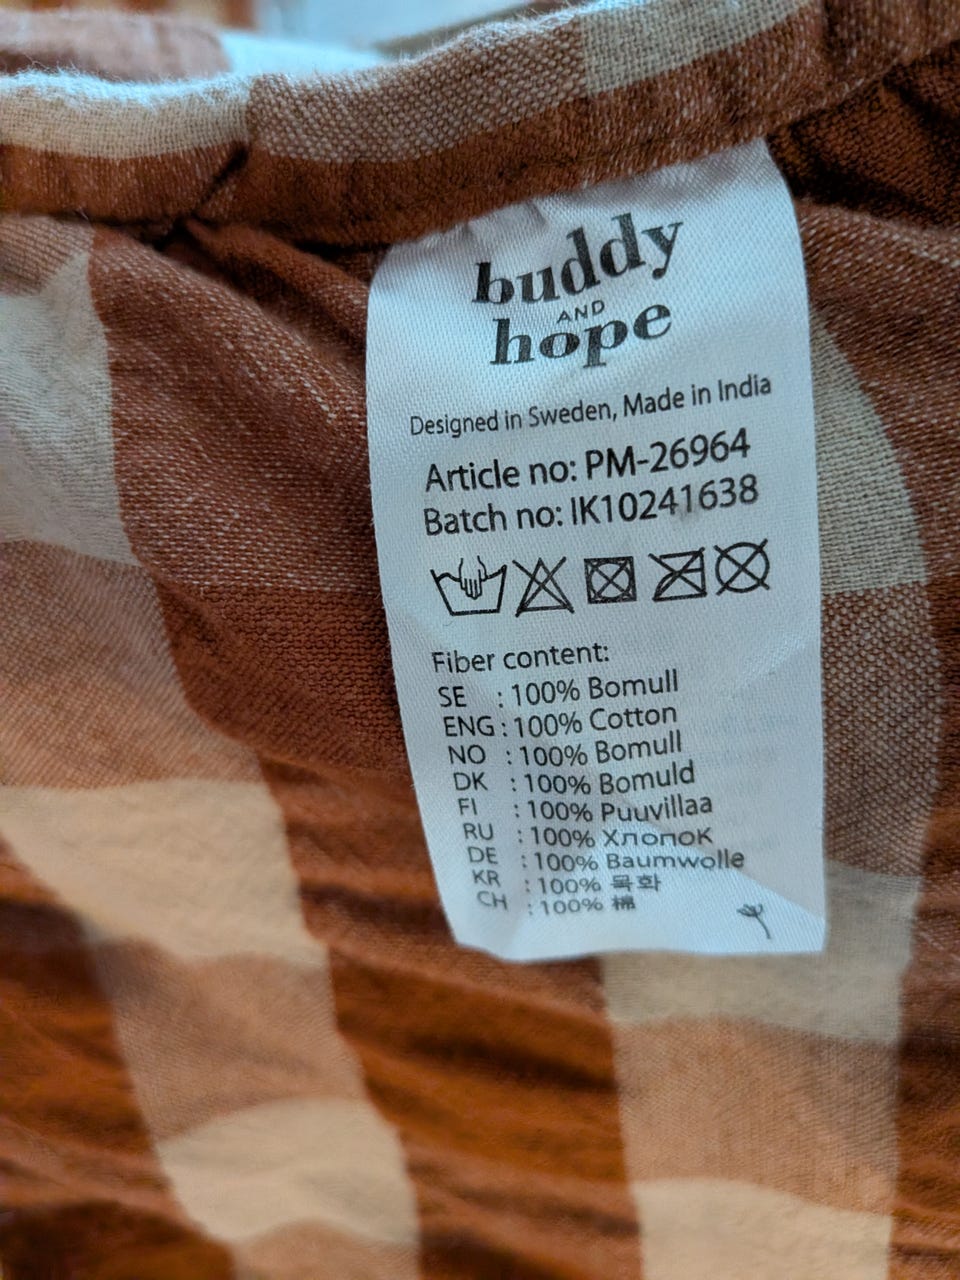 buddy
AND
hope
Designed in Sweden, Made in India
Article no: PM-26964
Batch no: IK10241638
Fiber content:
SE : 100% Bomull
ENG : 100% Cotton
NO : 100% Bomull
DK : 100% Bomuld
FI : 100% Puuvillaa
RU : 100% Хлопок
DE : 100% Baumwolle
KR : 100% 목화
CH : 100% 棉